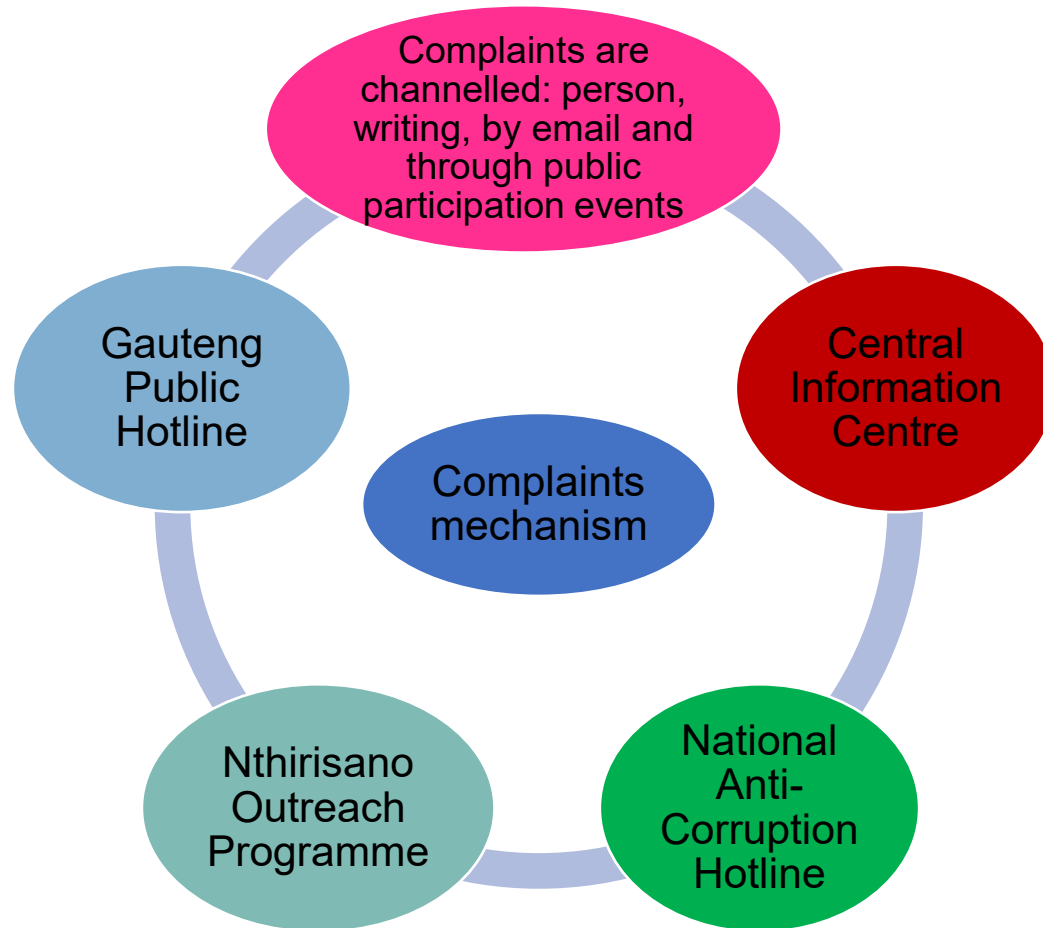 Complaints are
channelled: person,
writing, by email and
through public
participation events
Central
Information
Centre
National
Anti-
Corruption
Hotline
Nthirisano
Outreach
Programme
Gauteng
Public
Hotline
Complaints
mechanism